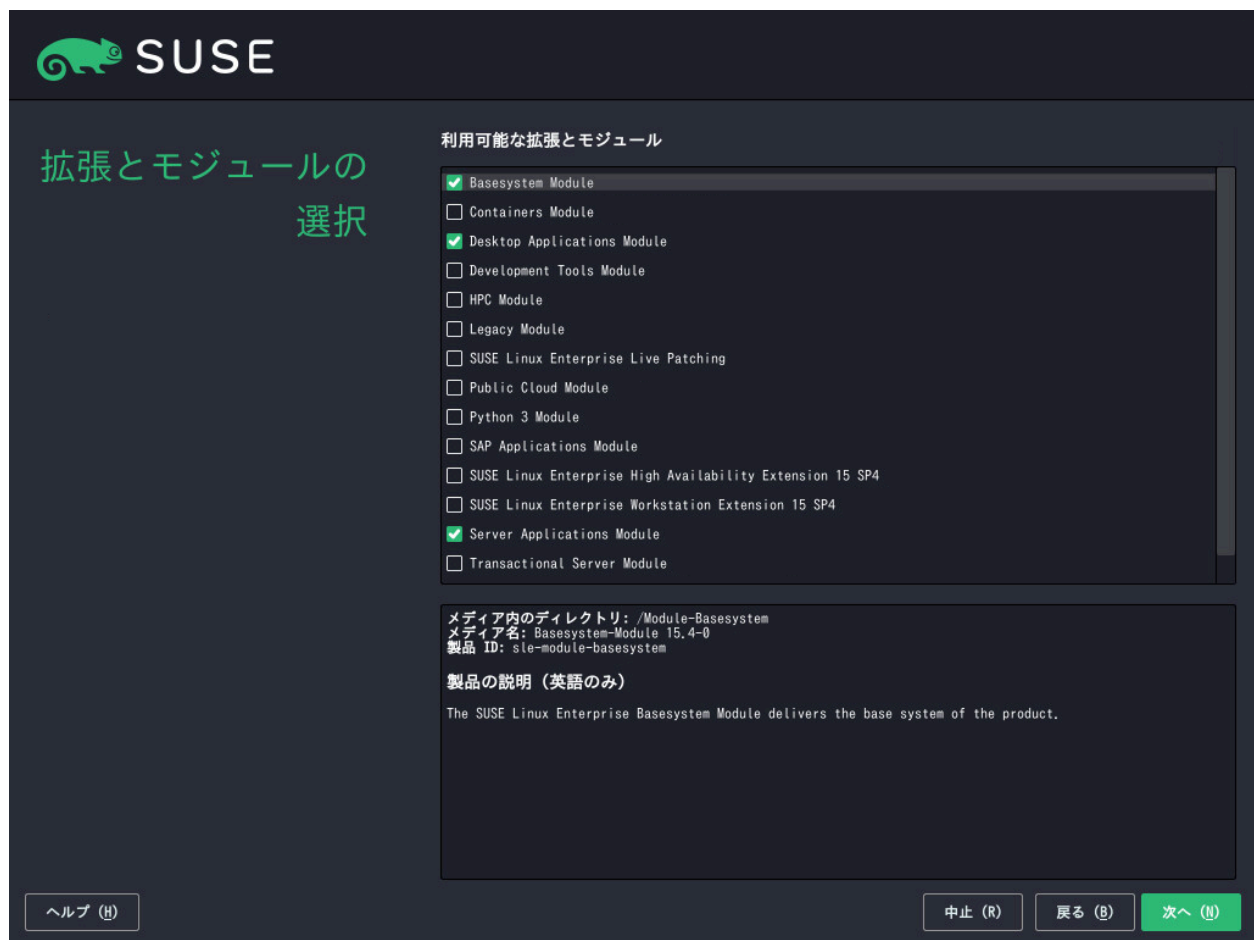 SUSE
拡張とモジュールの
選択
利用可能な拡張とモジュール
Basesystem Module
Containers Module
Desktop Applications Module
Development Tools Module
HPC Module
Legacy Module
SUSE Linux Enterprise Live Patching
Public Cloud Module
Python 3 Module
SAP Applications Module
SUSE Linux Enterprise High Availability Extension 15 SP4
SUSE Linux Enterprise Workstation Extension 15 SP4
Server Applications Module
Transactional Server Module
メディア内のディレクトリ: /Module-Basesystem
メディア名: Basesystem-Module 15.4-0
製品 ID: sle-module-basesystem
製品の説明（英語のみ）
The SUSE Linux Enterprise Basesystem Module delivers the base system of the product.
ヘルプ (H)
中止 (R)
戻る (B)
次へ (N)